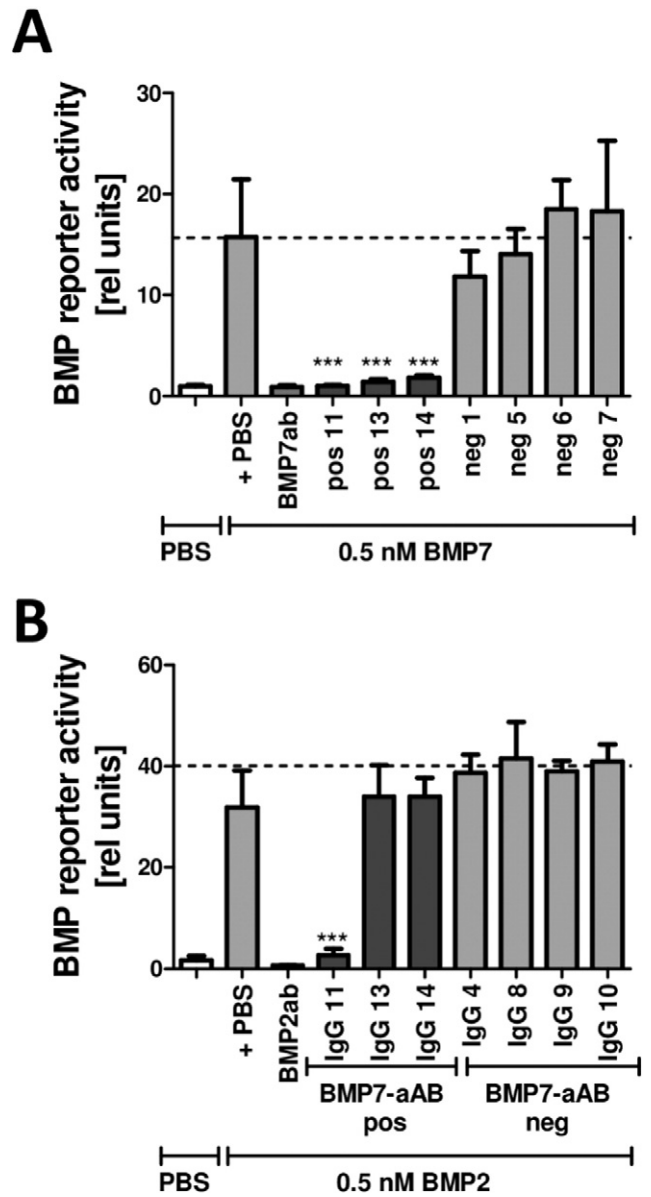 A
BMP reporter activity
[rel units]
30
20
10
0
*** *** ***
+ PBS
BMP7ab
pos 11
pos 13
pos 14
neg 1
neg 5
neg 6
neg 7
PBS 0.5 nM BMP7
B
BMP reporter activity
[rel units]
60
40
20
0
***
+ PBS
BMP2ab
IgG 11
IgG 13
IgG 14
IgG 4
IgG 8
IgG 9
IgG 10
BMP7-aAB BMP7-aAB
pos neg
PBS 0.5 nM BMP2